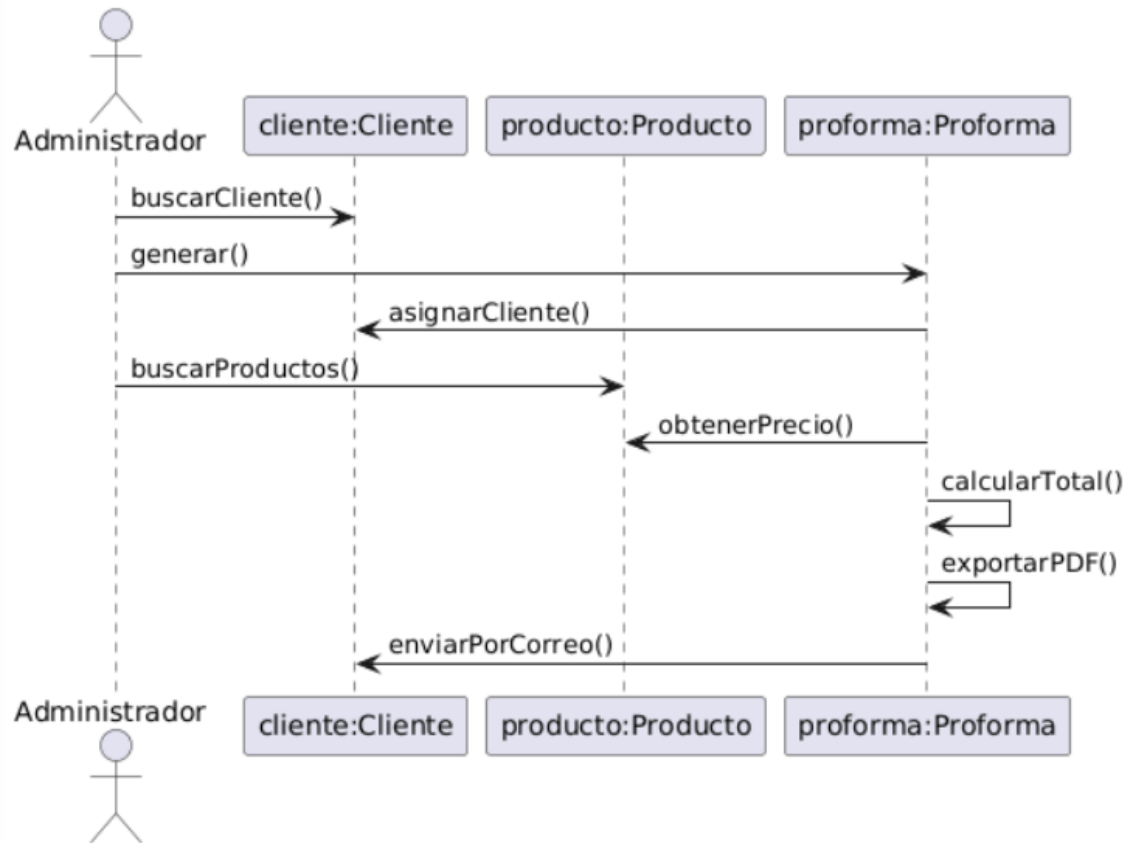 Administrador
cliente:Cliente
producto:Producto
proforma:Proforma
buscarCliente()
generar()
asignarCliente()
buscarProductos()
obtenerPrecio()
calcularTotal()
exportarPDF()
enviarPorCorreo()
Administrador
cliente:Cliente
producto:Producto
proforma:Proforma